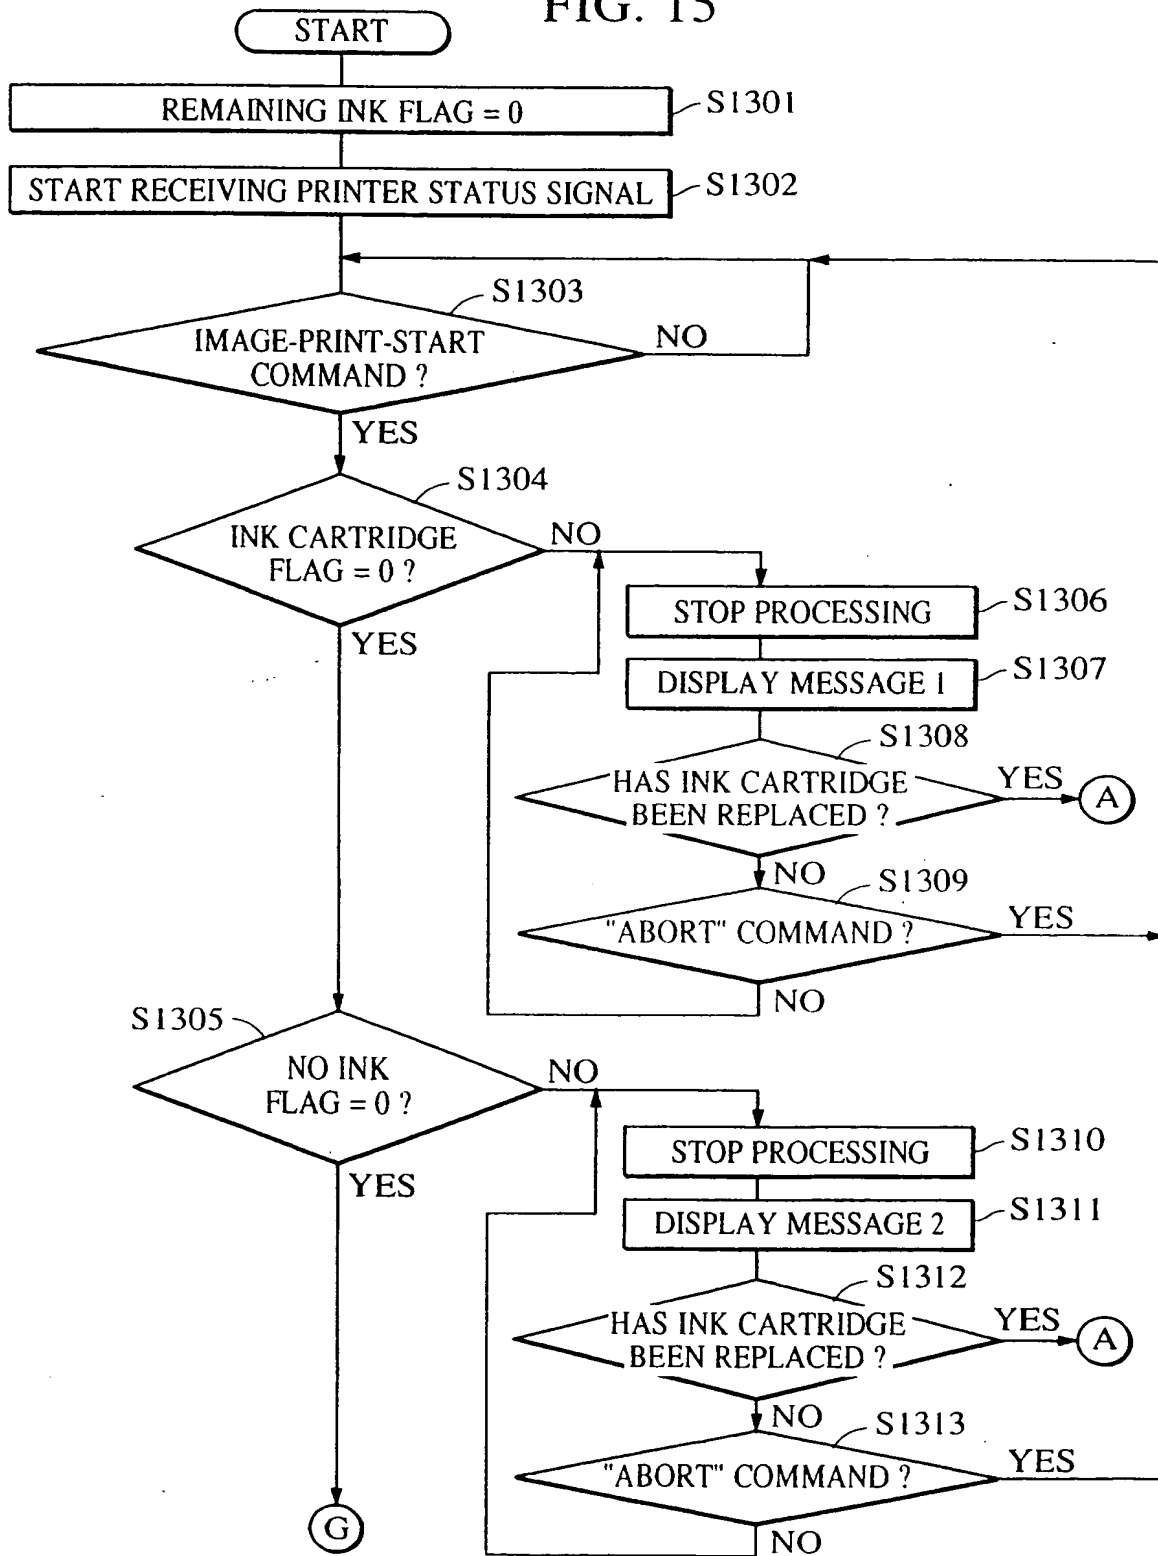 FIG. 15
START
REMAINING INK FLAG = 0
S1301
START RECEIVING PRINTER STATUS SIGNAL
S1302
S1303
IMAGE-PRINT-START
COMMAND ?
NO
YES
S1304
INK CARTRIDGE
FLAG = 0 ?
NO
YES
STOP PROCESSING
S1306
DISPLAY MESSAGE 1
S1307
S1308
HAS INK CARTRIDGE
BEEN REPLACED ?
YES
A
NO
S1309
"ABORT" COMMAND ?
YES
NO
S1305
NO INK
FLAG = 0 ?
NO
YES
STOP PROCESSING
S1310
DISPLAY MESSAGE 2
S1311
S1312
HAS INK CARTRIDGE
BEEN REPLACED ?
YES
A
NO
S1313
"ABORT" COMMAND ?
YES
NO
G